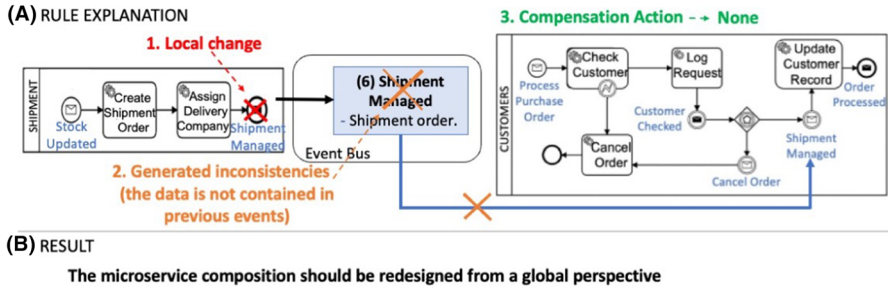 (A) RULE EXPLANATION
3. Compensation Action - → None
1. Local change
SHIPMENT
Stock
Updated
Create
Shipment
Order
Assign
Delivery
Company
Shipment
Managed
(6) Shipment
Managed
- Shipment order.
Event Bus
2. Generated inconsistencies
(the data is not contained in
previous events)
CUSTOMERS
Process
Purchase
Order
Check
Customer
Log
Request
Update
Customer
Record
Order
Processed
Customer
Checked
Shipment
Managed
Cancel
Order
Cancel Order
(B) RESULT
The microservice composition should be redesigned from a global perspective